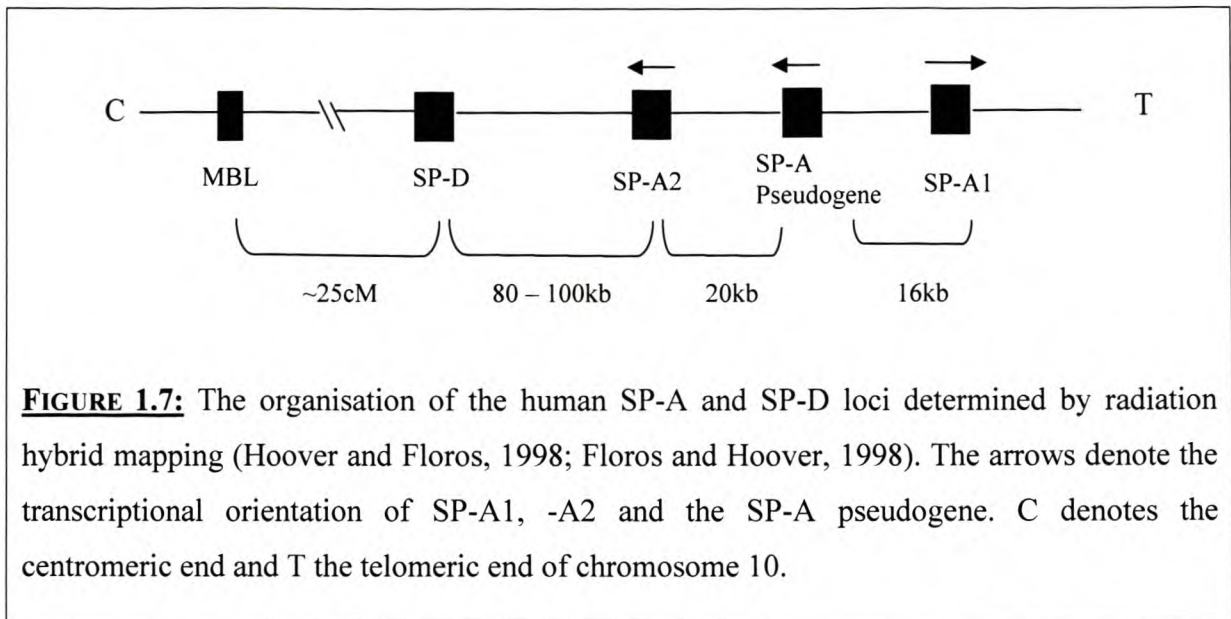 C
T
MBL
SP-D
SP-A2
SP-A
Pseudogene
SP-A1
~25cM
80 – 100kb
20kb
16kb
FIGURE 1.7: The organisation of the human SP-A and SP-D loci determined by radiation
hybrid mapping (Hoover and Floros, 1998; Floros and Hoover, 1998). The arrows denote the
transcriptional orientation of SP-A1, -A2 and the SP-A pseudogene. C denotes the
centromeric end and T the telomeric end of chromosome 10.